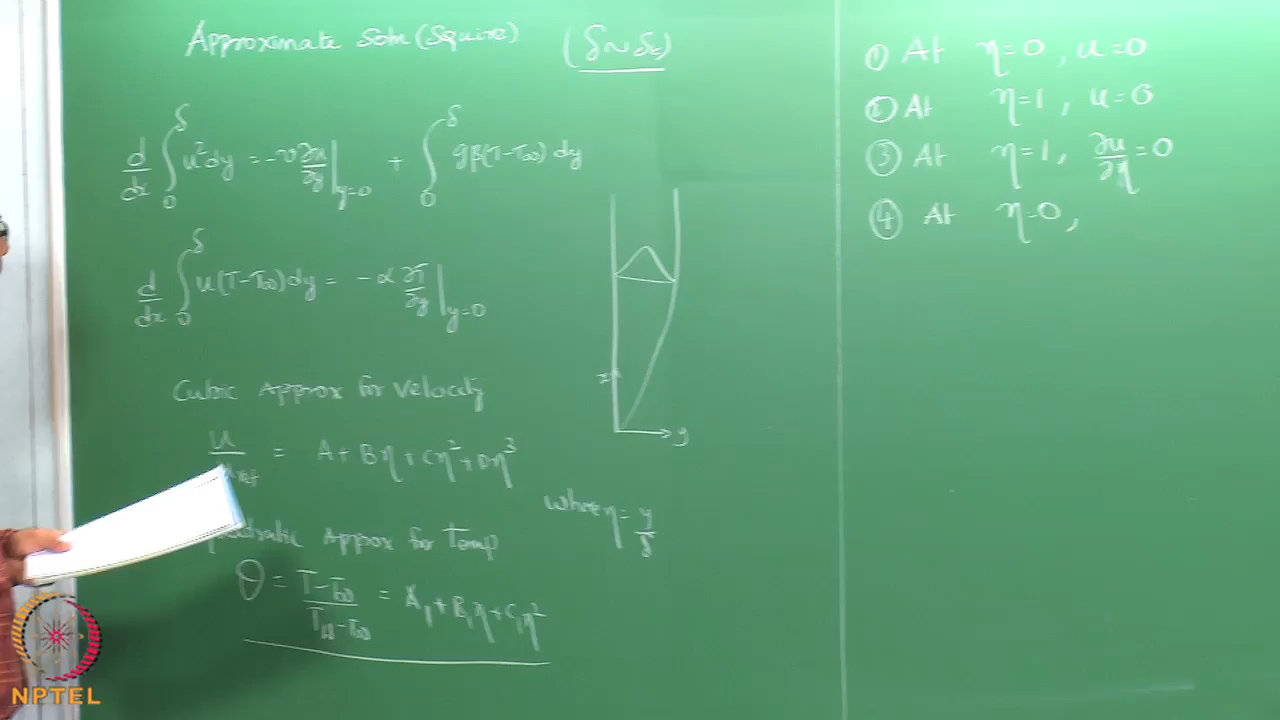 Approximate Soln (Squire) (δ~δt)
d/dx ∫₀^δ u²dy = -ν ∂u/∂y |y=0 + ∫₀^δ gβ(T-T∞) dy
d/dx ∫₀^δ u(T-T∞)dy = -α ∂T/∂y |y=0
x
y
Cubic Approx for Velocity
u/uref = A + Bη + Cη² + Dη³
where η = y/δ
Approx for Temp
θ = T-T∞ / Tw-T∞ = A₁ + B₁η + C₁η²
① At η=0, u=0
② At η=1, u=0
③ At η=1, ∂u/∂η=0
④ At η=0,
NPTEL